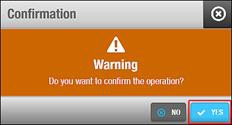 Confirmation
Warning
Do you want to confirm the operation?
NO
YES